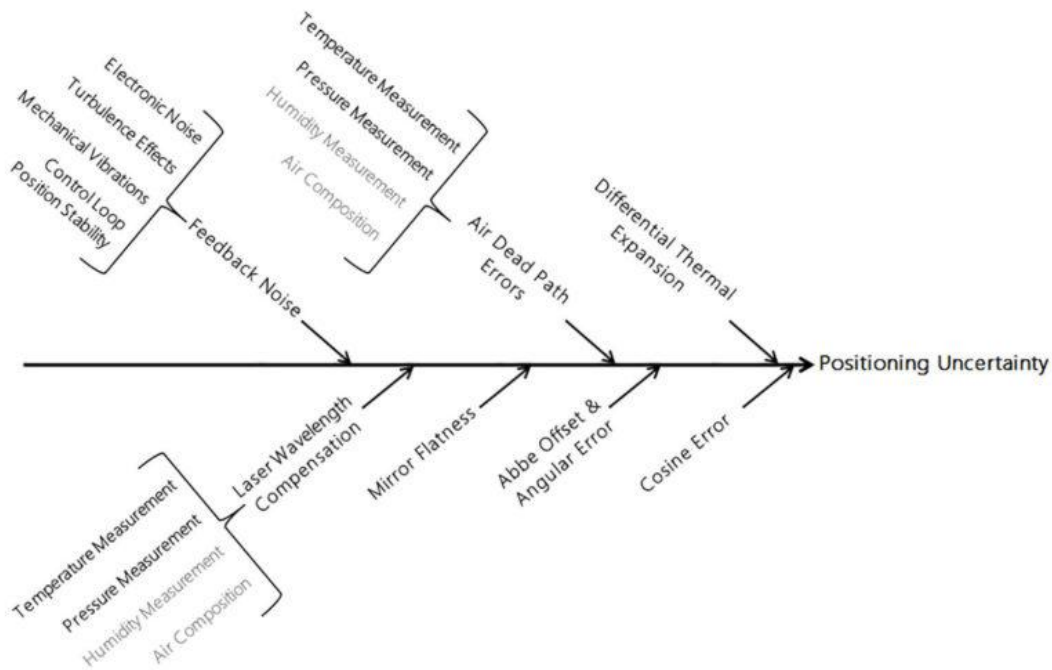 Electronic Noise
Turbulence Effects
Mechanical Vibrations
Control Loop
Position Stability
Feedback Noise
Temperature Measurement
Pressure Measurement
Humidity Measurement
Air Composition
Air Dead Path
Errors
Differential Thermal
Expansion
Positioning Uncertainty
Laser Wavelength
Compensation
Temperature Measurement
Pressure Measurement
Humidity Measurement
Air Composition
Mirror Flatness
Abbe Offset &
Angular Error
Cosine Error